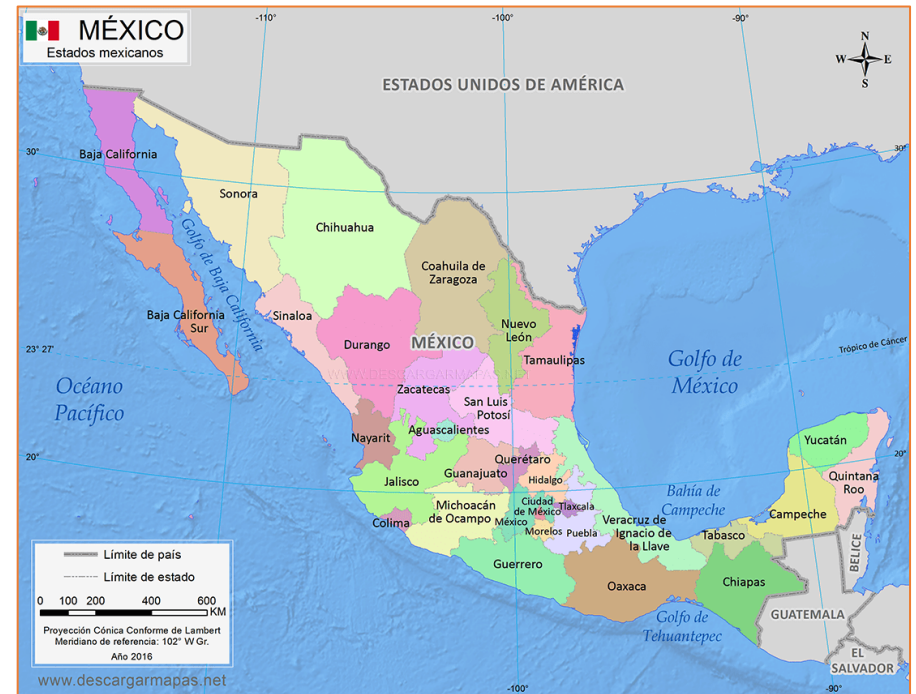 MÉXICO
Estados mexicanos
-110°
-100°
-90°
N
W
E
S
ESTADOS UNIDOS DE AMÉRICA
30°
30°
Baja California
Sonora
Chihuahua
Coahuila de
Zaragoza
Golfo de Baja California
Baja California
Sur
Sinaloa
Durango
MÉXICO
Nuevo
León
Tamaulipas
23° 27'
Trópico de Cáncer
WWW.DESCARGARMAPAS.NET
Océano
Pacífico
Golfo de
México
Zacatecas
San Luis
Potosí
Nayarit
Aguascalientes
Yucatán
20°
20°
Jalisco
Guanajuato
Querétaro
Hidalgo
Quintana
Roo
Bahía de
Campeche
Campeche
Colima
Michoacán
de Ocampo
México
Ciudad
de México
Tlaxcala
Morelos
Puebla
Veracruz de
Ignacio de
la Llave
Tabasco
BELICE
Guerrero
Oaxaca
Chiapas
GUATEMALA
Golfo de
Tehuantepec
EL
SALVADOR
Límite de país
Límite de estado
0 100 200 400 600
KM
Proyección Cónica Conforme de Lambert
Meridiano de referencia: 102° W Gr.
Año 2016
www.descargarmapas.net
-100°
-90°